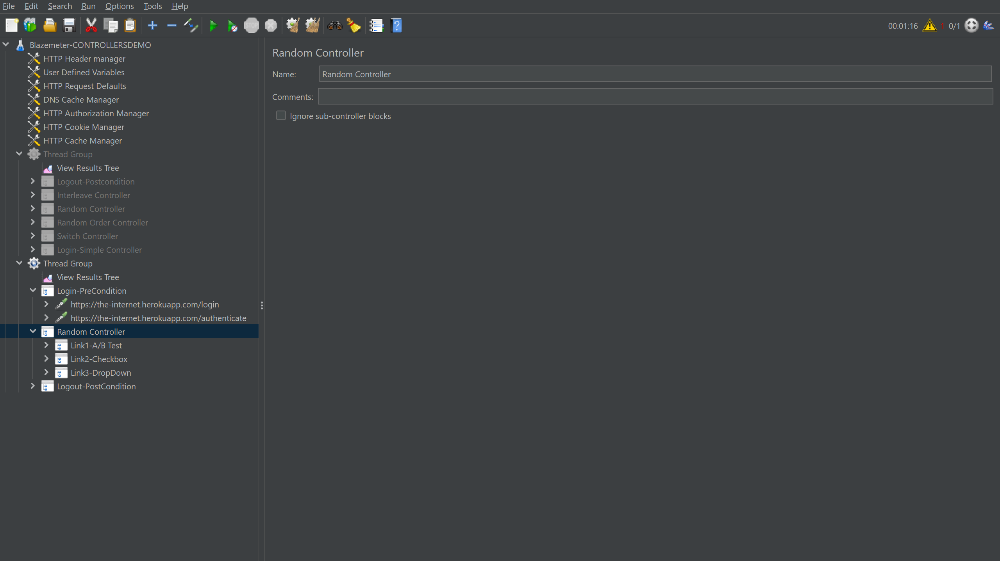 File Edit Search Run Options Tools Help
STOP
00:01:16 1 0/1
Blazemeter-CONTROLLERSDEMO
HTTP Header manager
User Defined Variables
HTTP Request Defaults
DNS Cache Manager
HTTP Authorization Manager
HTTP Cookie Manager
HTTP Cache Manager
Thread Group
View Results Tree
Logout-Postcondition
Interleave Controller
Random Controller
Random Order Controller
Switch Controller
Login-Simple Controller
Thread Group
View Results Tree
Login-PreCondition
https://the-internet.herokuapp.com/login
https://the-internet.herokuapp.com/authenticate
Random Controller
Link1-A/B Test
Link2-Checkbox
Link3-DropDown
Logout-PostCondition
Random Controller
Name: Random Controller
Comments:
Ignore sub-controller blocks